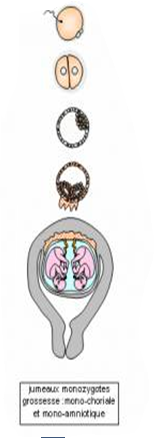 jumeaux monozygotes
grossesse :mono-choriale
et mono-amniotique